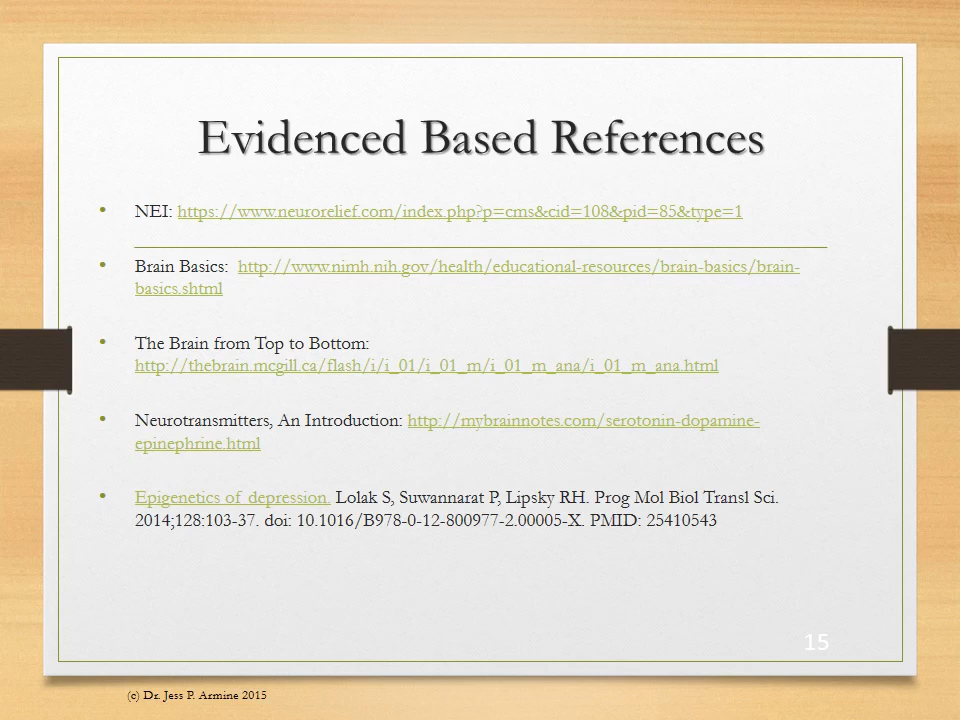 Evidenced Based References
• NEI: https://www.neurorelief.com/index.php?p=cms&cid=108&pid=85&type=1
• Brain Basics: http://www.nimh.nih.gov/health/educational-resources/brain-basics/brain-
basics.shtml
• The Brain from Top to Bottom:
http://thebrain.mcgill.ca/flash/i/i_01/i_01_m/i_01_m_ana/i_01_m_ana.html
• Neurotransmitters, An Introduction: http://mybrainnotes.com/serotonin-dopamine-
epinephrine.html
• Epigenetics of depression. Lolak S, Suwannarat P, Lipsky RH. Prog Mol Biol Transl Sci.
2014;128:103-37. doi: 10.1016/B978-0-12-800977-2.00005-X. PMID: 25410543
15
(c) Dr. Jess P. Armine 2015